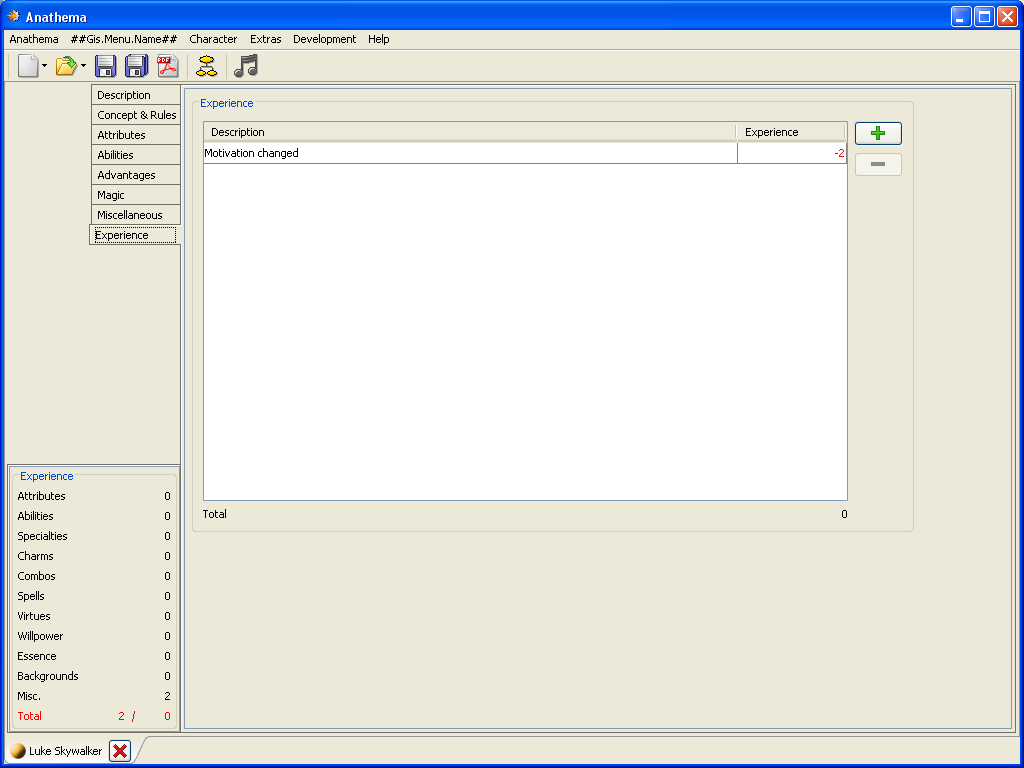 Anathema
Anathema ##Gis.Menu.Name## Character Extras Development Help
PDF
Description
Concept & Rules
Attributes
Abilities
Advantages
Magic
Miscellaneous
Experience
Experience
Description Experience
Motivation changed -2
Total 0
Experience
Attributes 0
Abilities 0
Specialties 0
Charms 0
Combos 0
Spells 0
Virtues 0
Willpower 0
Essence 0
Backgrounds 0
Misc. 2
Total 2 / 0
Luke Skywalker